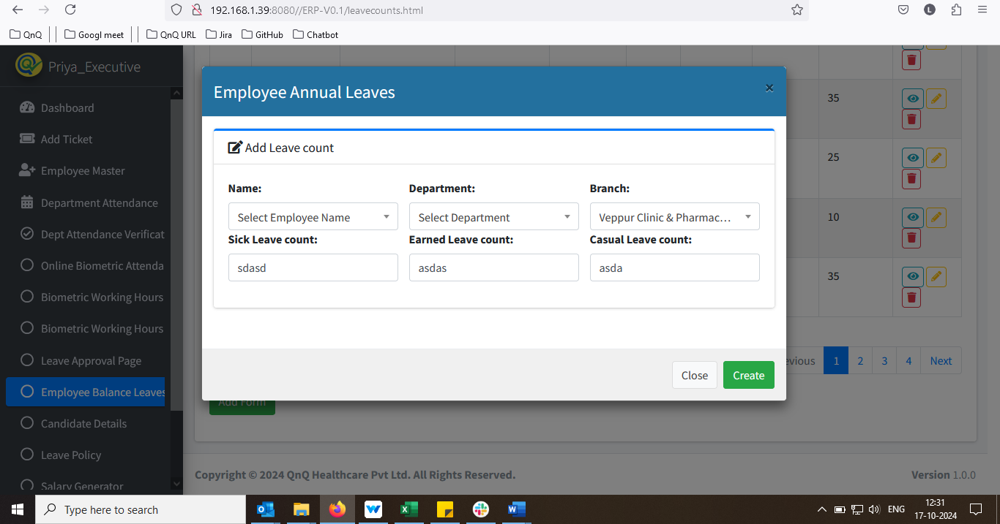 192.168.1.39:8080//ERP-V0.1/leavecounts.html
L
QnQ Googl meet QnQ URL Jira GitHub Chatbot
Priya_Executive
Dashboard
Add Ticket
Employee Master
Department Attendance
Dept Attendance Verificat
Online Biometric Attenda
Biometric Working Hours
Biometric Working Hours
Leave Approval Page
Employee Balance Leaves
Candidate Details
Leave Policy
Salary Generator
Employee Annual Leaves ×
Add Leave count
Name: Department: Branch:
Select Employee Name Select Department Veppur Clinic & Pharmac...
Sick Leave count: Earned Leave count: Casual Leave count:
sdasd asdas asda
Close Create
35
25
10
35
evious 1 2 3 4 Next
Add Form
Copyright © 2024 QnQ Healthcare Pvt Ltd. All Rights Reserved. Version 1.0.0
Type here to search
ENG
12:31
17-10-2024